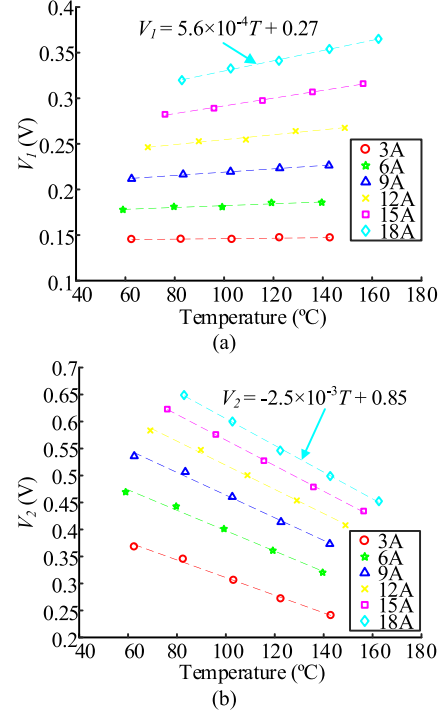 (a)
V₁ = 5.6×10⁻⁴T + 0.27
0.4
0.35
0.3
0.25
0.2
0.15
0.1
V₁ (V)
3A
6A
9A
12A
15A
18A
40 60 80 100 120 140 160 180
Temperature (ºC)
(a)
V₂ = -2.5×10⁻³T + 0.85
0.7
0.65
0.6
0.55
0.5
0.45
0.4
0.35
0.3
0.25
0.2
V₂ (V)
3A
6A
9A
12A
15A
18A
40 60 80 100 120 140 160 180
Temperature (ºC)
(b)